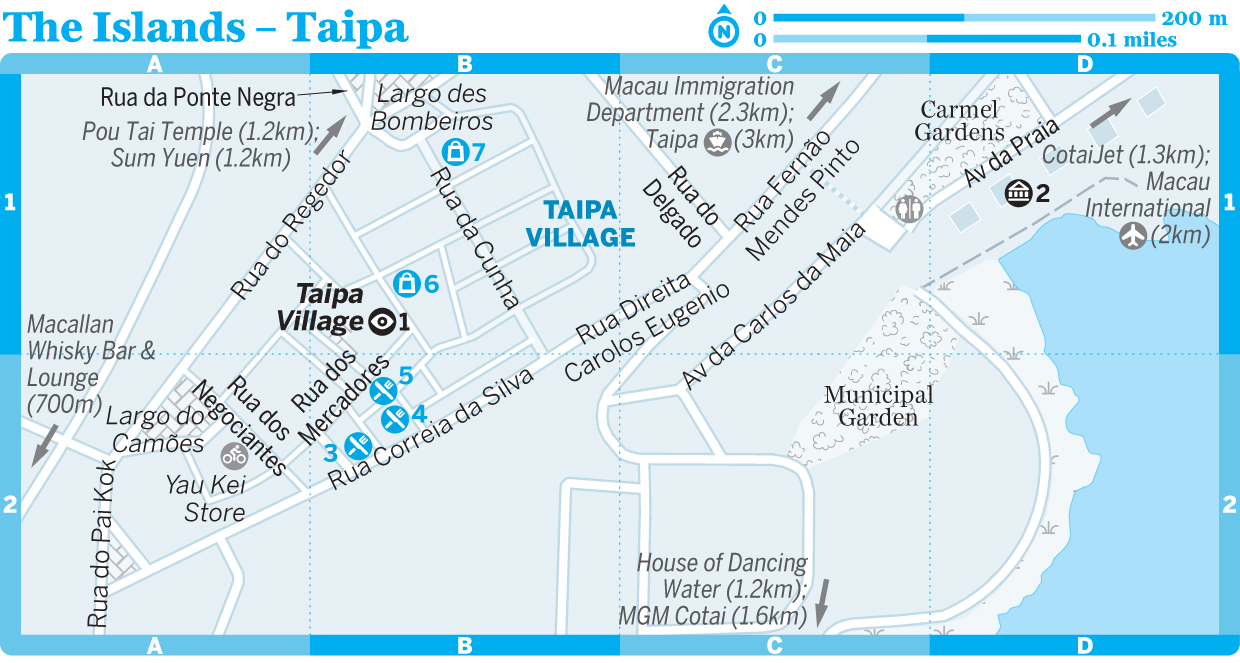 The Islands – Taipa
N
0
200 m
0
0.1 miles
A
B
C
D
1
1
Rua da Ponte Negra
Pou Tai Temple (1.2km);
Sum Yuen (1.2km)
Largo des
Bombeiros
7
Macau Immigration
Department (2.3km);
Taipa (3km)
Carmel
Gardens
Av da Praia
CotaiJet (1.3km);
Macau
International
(2km)
2
Rua do Regedor
Rua da Cunha
TAIPA
VILLAGE
Rua do
Delgado
Rua Fernão
Mendes Pinto
6
Taipa
Village 1
Rua Direita
Carolos Eugenio
Av da Carlos da Maia
Macallan
Whisky Bar &
Lounge
(700m)
Largo do
Camões
Rua dos
Negociantes
Rua dos
Mercadores
5
4
3
Rua Correia da Silva
Municipal
Garden
Yau Kei
Store
2
2
Rua do Pai Kok
House of Dancing
Water (1.2km);
MGM Cotai (1.6km)
A
B
C
D